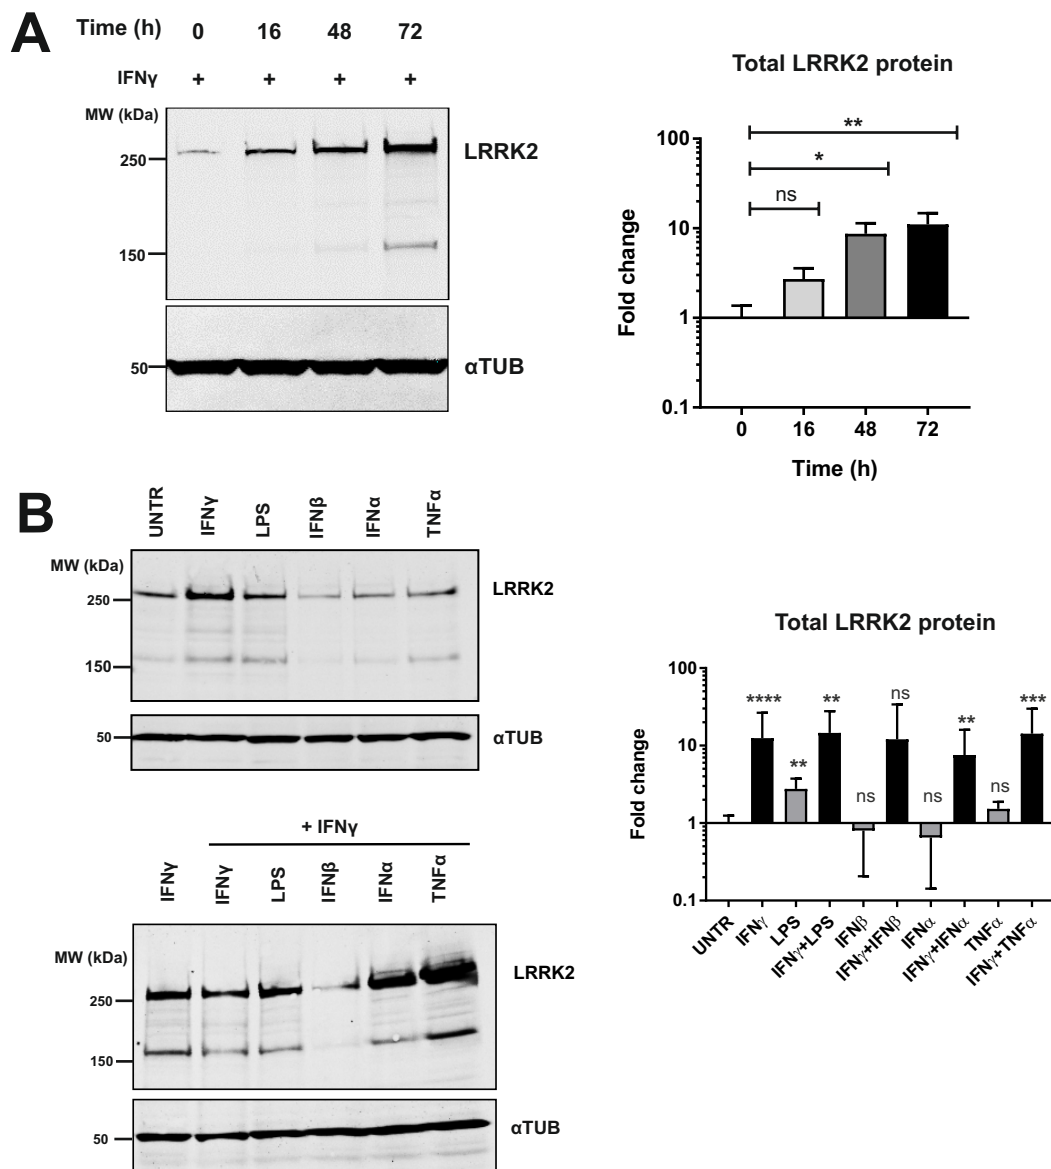 A
Time (h) 0 16 48 72
IFNγ + + + +
MW (kDa)
250
150
LRRK2
50
αTUB
Total LRRK2 protein
**
*
ns
Fold change
100
10
1
0.1
0 16 48 72
Time (h)
B
UNTR IFNγ LPS IFNβ IFNα TNFα
MW (kDa)
250
150
LRRK2
50
αTUB
+ IFNγ
IFNγ IFNγ LPS IFNβ IFNα TNFα
MW (kDa)
250
150
LRRK2
50
αTUB
Total LRRK2 protein
**** ** ** ns ns ns ** ns ***
Fold change
100
10
1
0.1
UNTR IFNγ LPS IFNγ+LPS IFNβ IFNγ+IFNβ IFNα IFNγ+IFNα TNFα IFNγ+TNFα